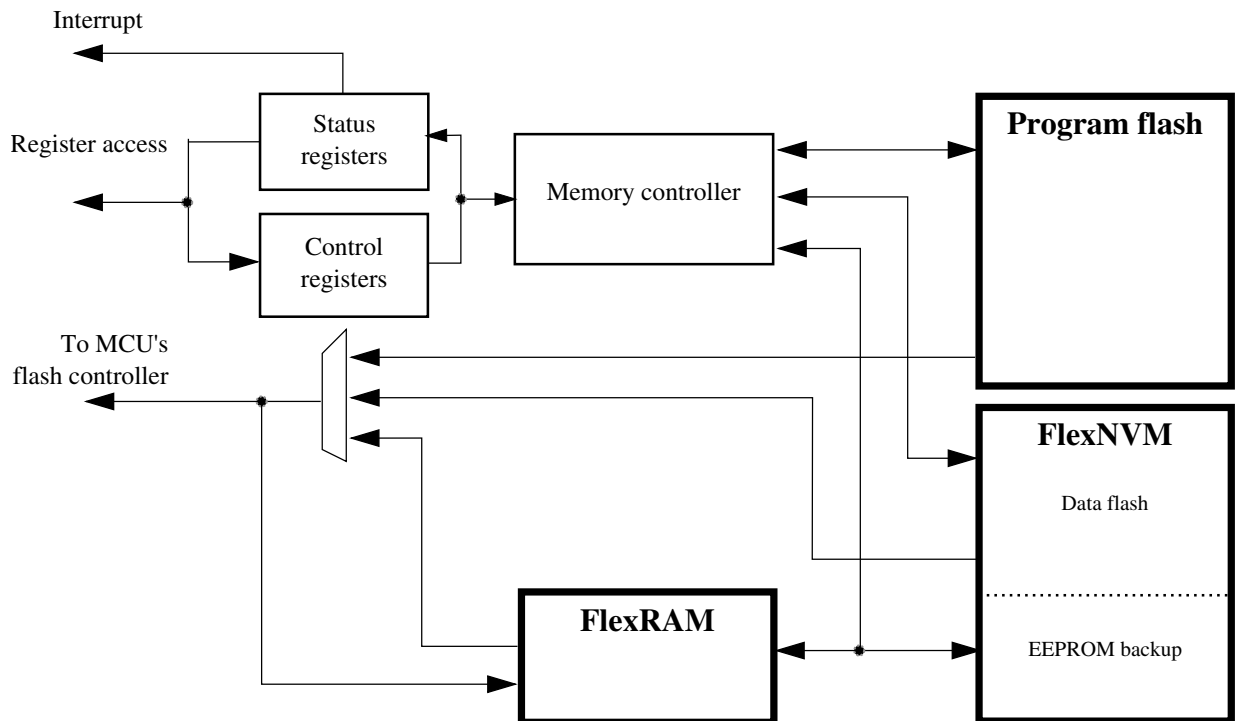 Interrupt
Register access
Status
registers
Control
registers
Memory controller
Program flash
To MCU's
flash controller
FlexNVM
Data flash
EEPROM backup
FlexRAM